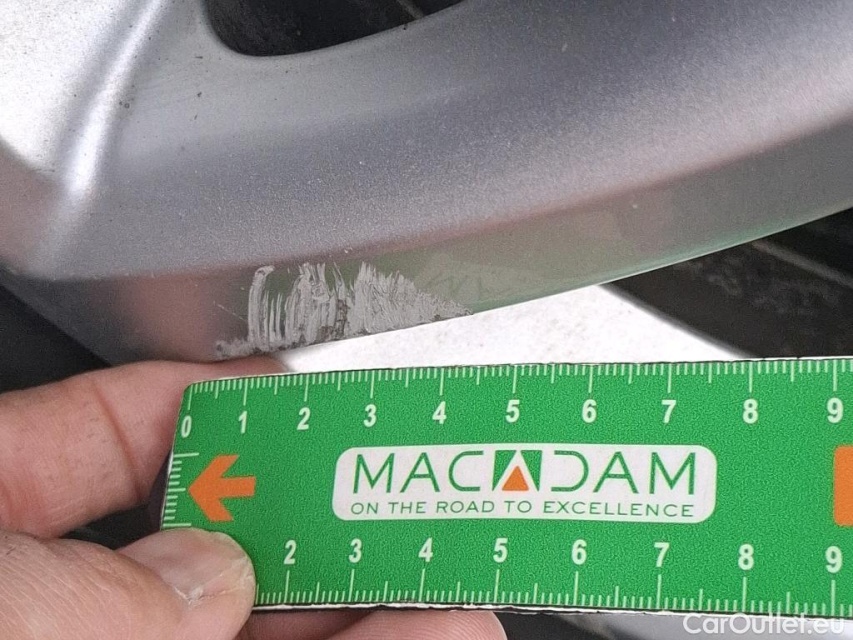 0 1 2 3 4 5 6 7 8 9
MACADAM
ON THE ROAD TO EXCELLENCE
2 3 4 5 6 7 8 9
CarOutlet.eu